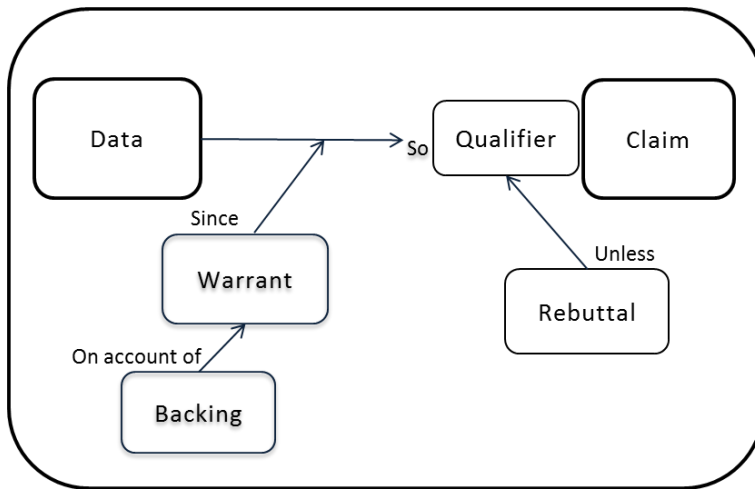 Data
So
Qualifier
Claim
Since
Warrant
Unless
Rebuttal
On account of
Backing